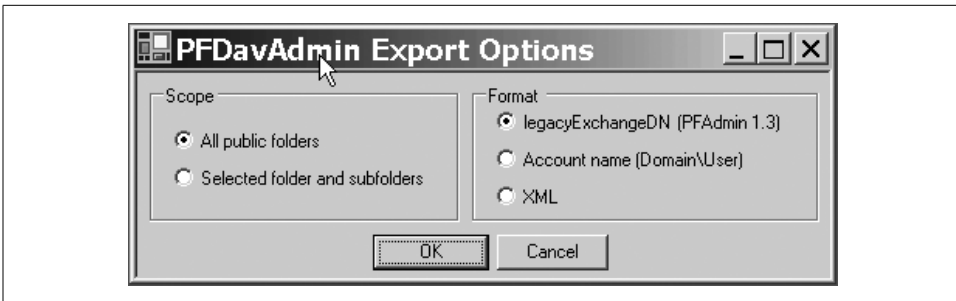 PFDavAdmin Export Options
Scope
All public folders
Selected folder and subfolders
Format
legacyExchangeDN (PFAdmin 1.3)
Account name (Domain\User)
XML
OK
Cancel